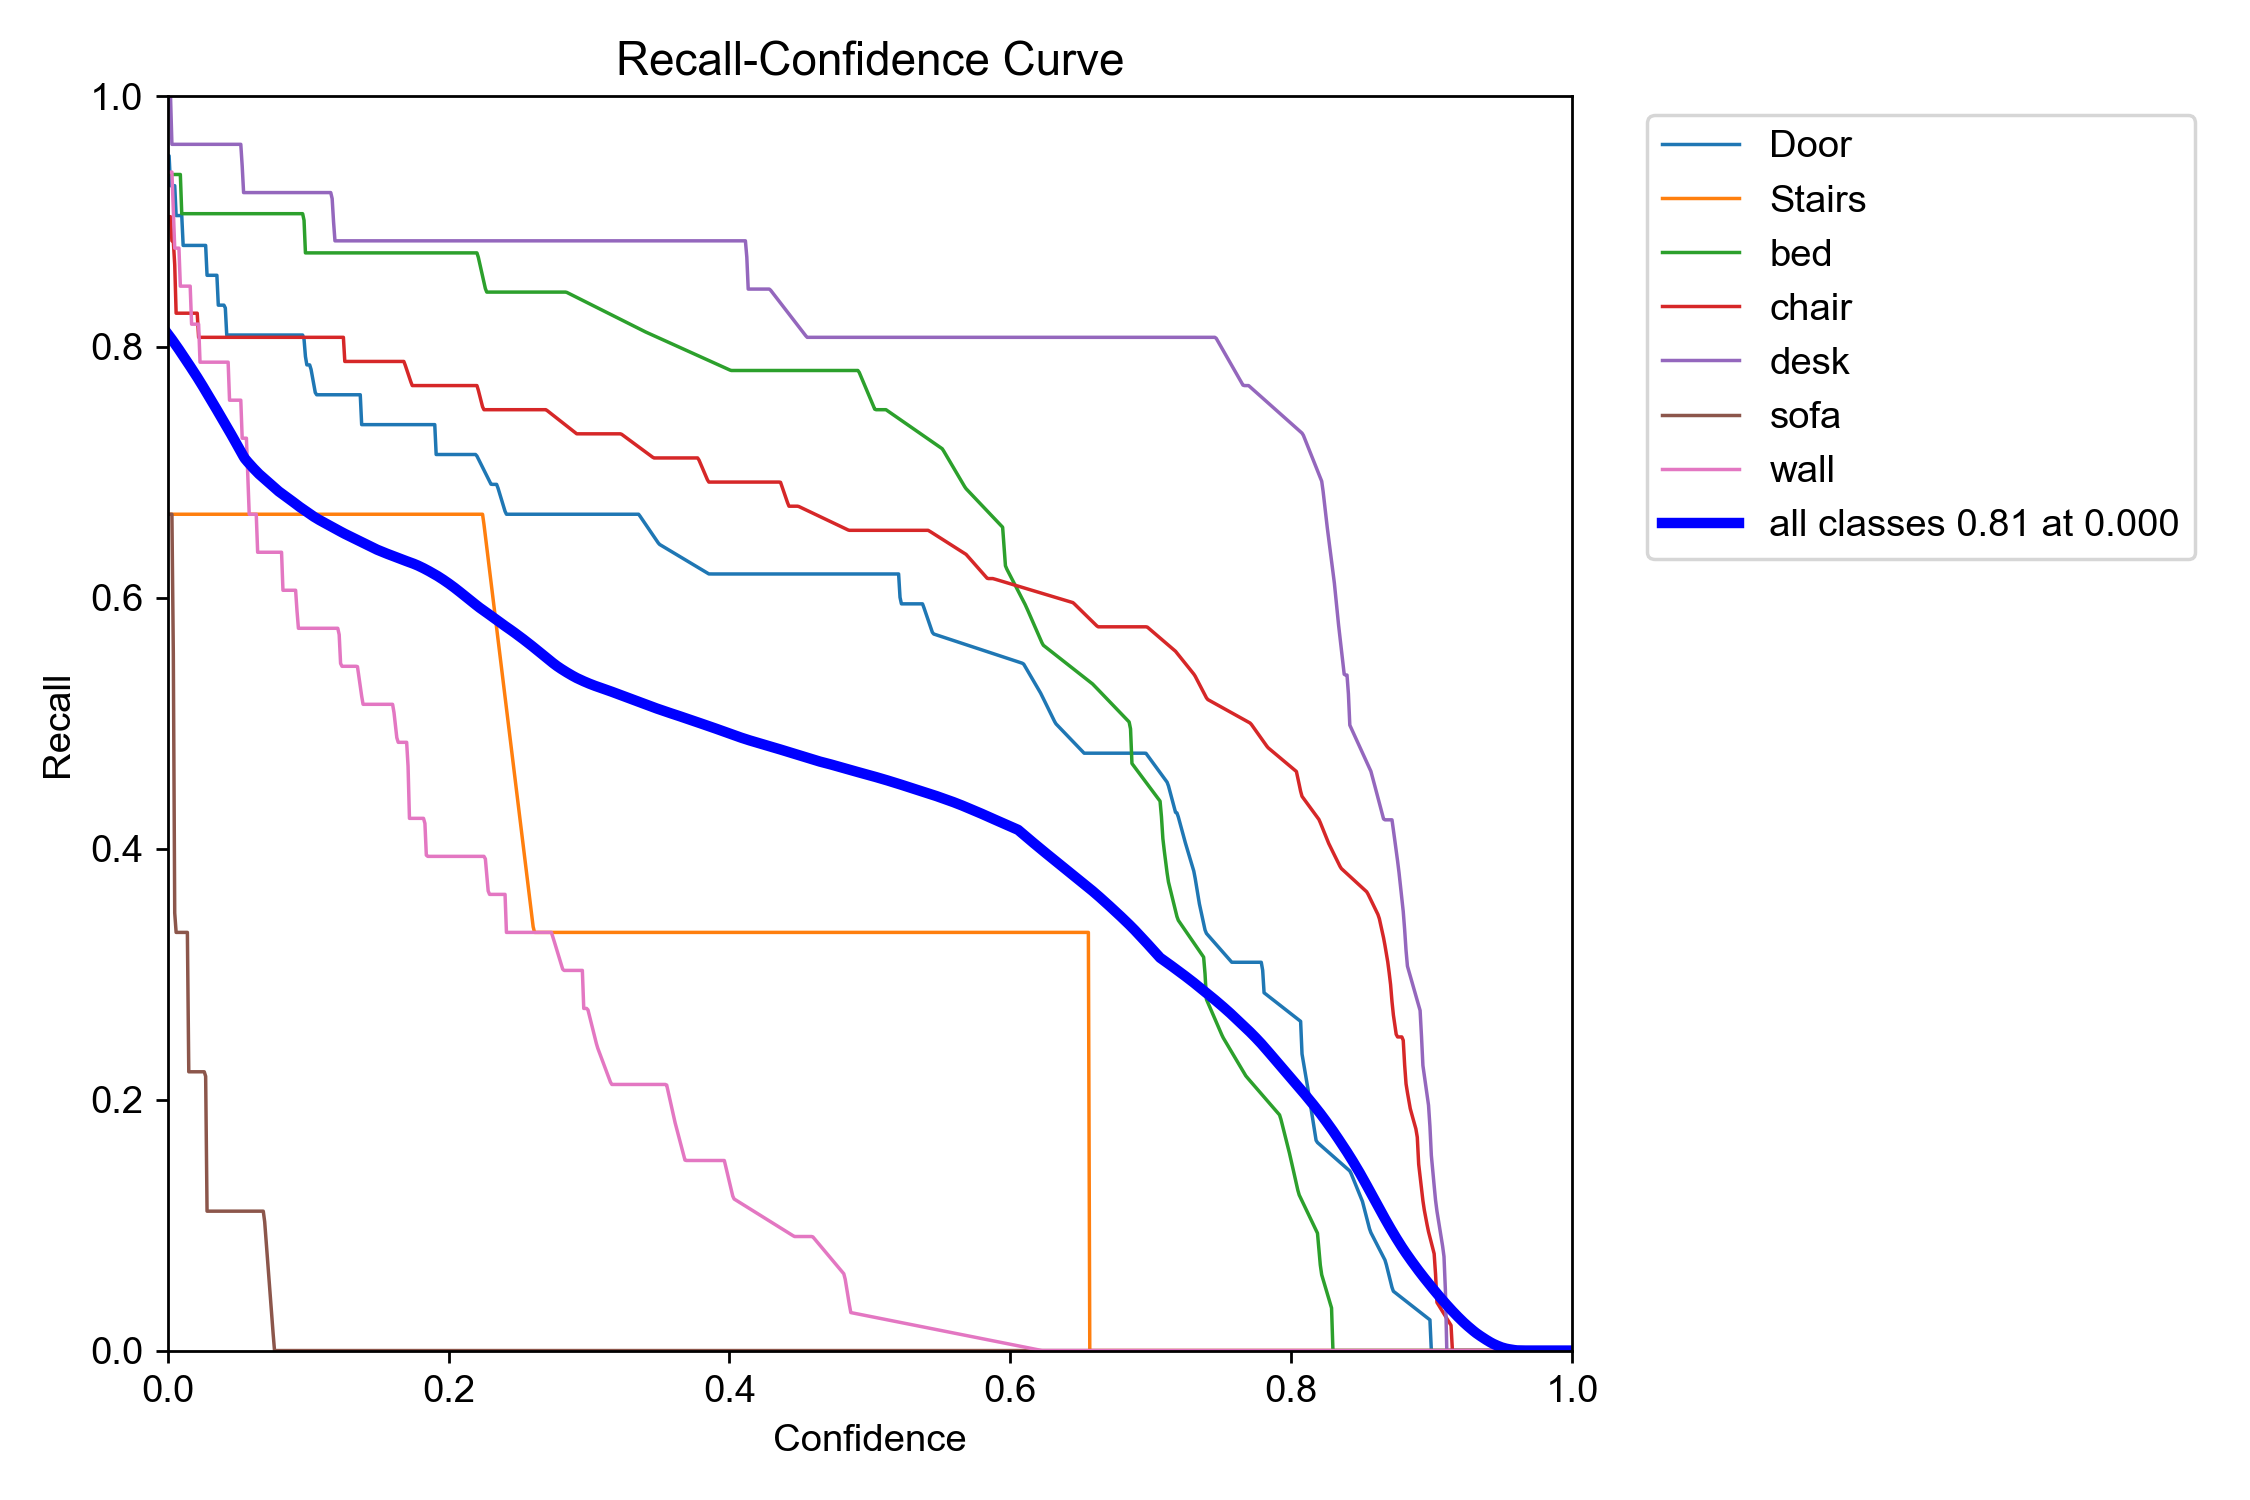 Recall-Confidence Curve
1.0
0.8
0.6
0.4
0.2
0.0
Recall
0.0 0.2 0.4 0.6 0.8 1.0
Confidence
Door
Stairs
bed
chair
desk
sofa
wall
all classes 0.81 at 0.000